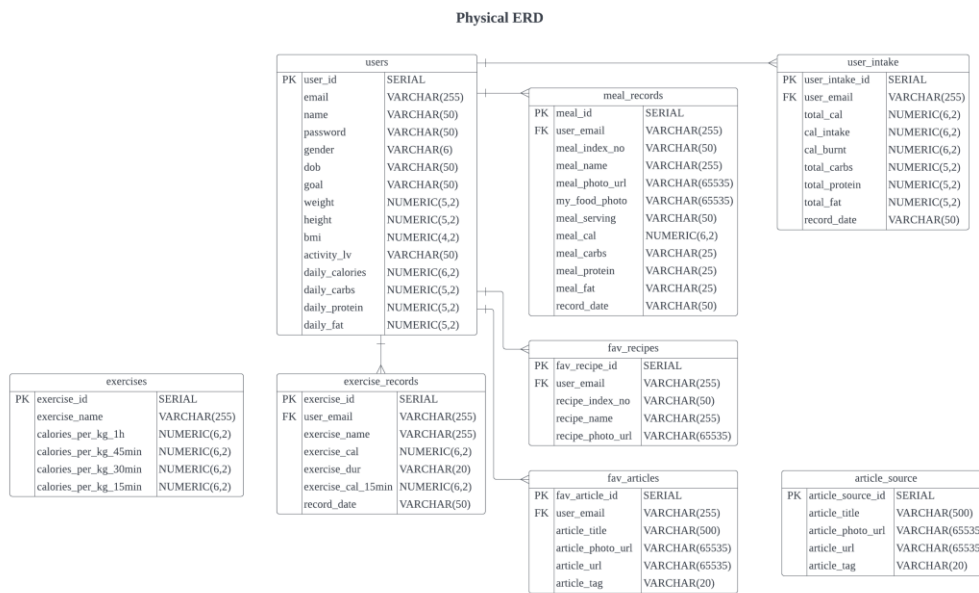 Physical ERD
users
PK user_id SERIAL
email VARCHAR(255)
name VARCHAR(50)
password VARCHAR(50)
gender VARCHAR(6)
dob VARCHAR(50)
goal VARCHAR(50)
weight NUMERIC(5,2)
height NUMERIC(5,2)
bmi NUMERIC(4,2)
activity_lv VARCHAR(50)
daily_calories NUMERIC(6,2)
daily_carbs NUMERIC(5,2)
daily_protein NUMERIC(5,2)
daily_fat NUMERIC(5,2)
meal_records
PK meal_id SERIAL
FK user_email VARCHAR(255)
meal_index_no VARCHAR(50)
meal_name VARCHAR(255)
meal_photo_url VARCHAR(65535)
my_food_photo VARCHAR(65535)
meal_serving VARCHAR(50)
meal_cal NUMERIC(6,2)
meal_carbs VARCHAR(25)
meal_protein VARCHAR(25)
meal_fat VARCHAR(25)
record_date VARCHAR(50)
user_intake
PK user_intake_id SERIAL
FK user_email VARCHAR(255)
total_cal NUMERIC(6,2)
cal_intake NUMERIC(6,2)
cal_burnt NUMERIC(6,2)
total_carbs NUMERIC(5,2)
total_protein NUMERIC(5,2)
total_fat NUMERIC(5,2)
record_date VARCHAR(50)
fav_recipes
PK fav_recipe_id SERIAL
FK user_email VARCHAR(255)
recipe_index_no VARCHAR(50)
recipe_name VARCHAR(255)
recipe_photo_url VARCHAR(65535)
exercises
PK exercise_id SERIAL
exercise_name VARCHAR(255)
calories_per_kg_1h NUMERIC(6,2)
calories_per_kg_45min NUMERIC(6,2)
calories_per_kg_30min NUMERIC(6,2)
calories_per_kg_15min NUMERIC(6,2)
exercise_records
PK exercise_id SERIAL
FK user_email VARCHAR(255)
exercise_name VARCHAR(255)
exercise_cal NUMERIC(6,2)
exercise_dur VARCHAR(20)
exercise_cal_15min NUMERIC(6,2)
record_date VARCHAR(50)
fav_articles
PK fav_article_id SERIAL
FK user_email VARCHAR(255)
article_title VARCHAR(500)
article_photo_url VARCHAR(65535)
article_url VARCHAR(65535)
article_tag VARCHAR(20)
article_source
PK article_source_id SERIAL
article_title VARCHAR(500)
article_photo_url VARCHAR(65535
article_url VARCHAR(65535
article_tag VARCHAR(20)